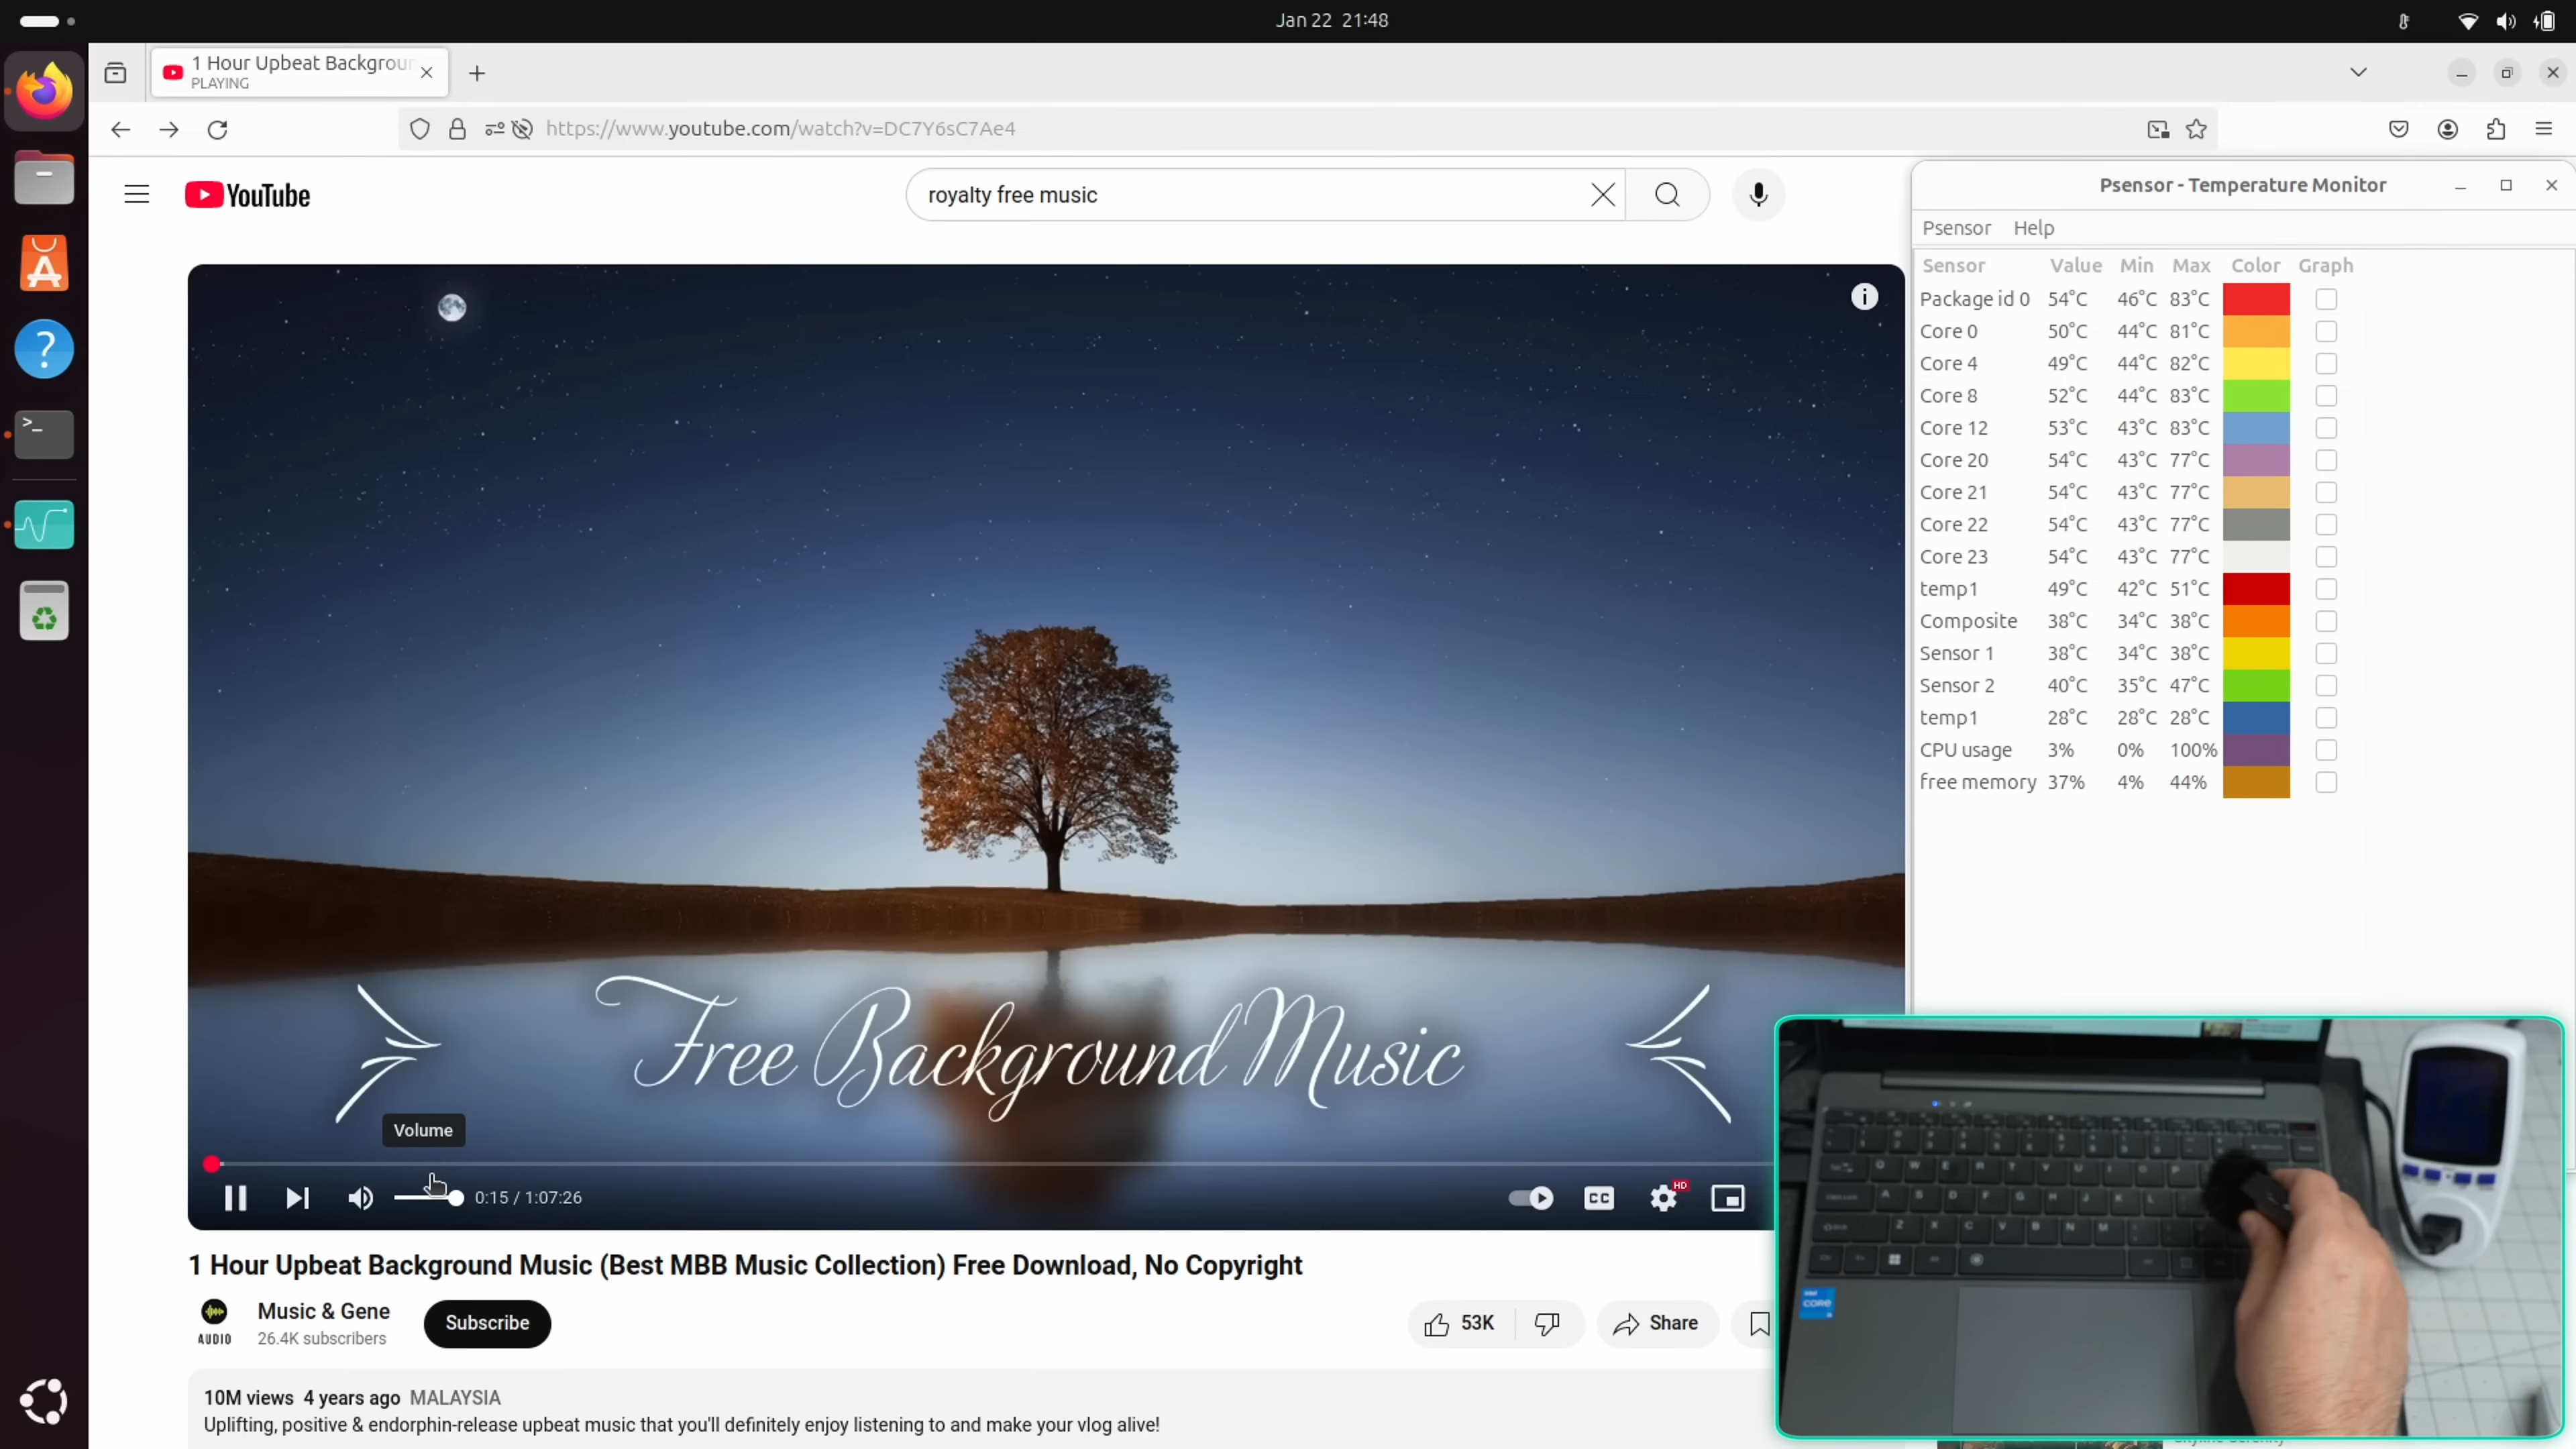 Jan 22 21:48
1 Hour Upbeat Backgroun
PLAYING
https://www.youtube.com/watch?v=DC7Y6sC7Ae4
YouTube
royalty free music
Free Background Music
Volume
0:15 / 1:07:26
CC
HD
1 Hour Upbeat Background Music (Best MBB Music Collection) Free Download, No Copyright
AUDIO
Music & Gene
26.4K subscribers
Subscribe
53K
Share
10M views 4 years ago MALAYSIA
Uplifting, positive & endorphin-release upbeat music that you'll definitely enjoy listening to and make your vlog alive!
Psensor - Temperature Monitor
Psensor Help
Sensor Value Min Max Color Graph
Package id 0 54°C 46°C 83°C
Core 0 50°C 44°C 81°C
Core 4 49°C 44°C 82°C
Core 8 52°C 44°C 83°C
Core 12 53°C 43°C 83°C
Core 20 54°C 43°C 77°C
Core 21 54°C 43°C 77°C
Core 22 54°C 43°C 77°C
Core 23 54°C 43°C 77°C
temp1 49°C 42°C 51°C
Composite 38°C 34°C 38°C
Sensor 1 38°C 34°C 38°C
Sensor 2 40°C 35°C 47°C
temp1 28°C 28°C 28°C
CPU usage 3% 0% 100%
free memory 37% 4% 44%
Q W E R T Y U I O P
A S D F G H J K L
Z X C V B N M
CORE